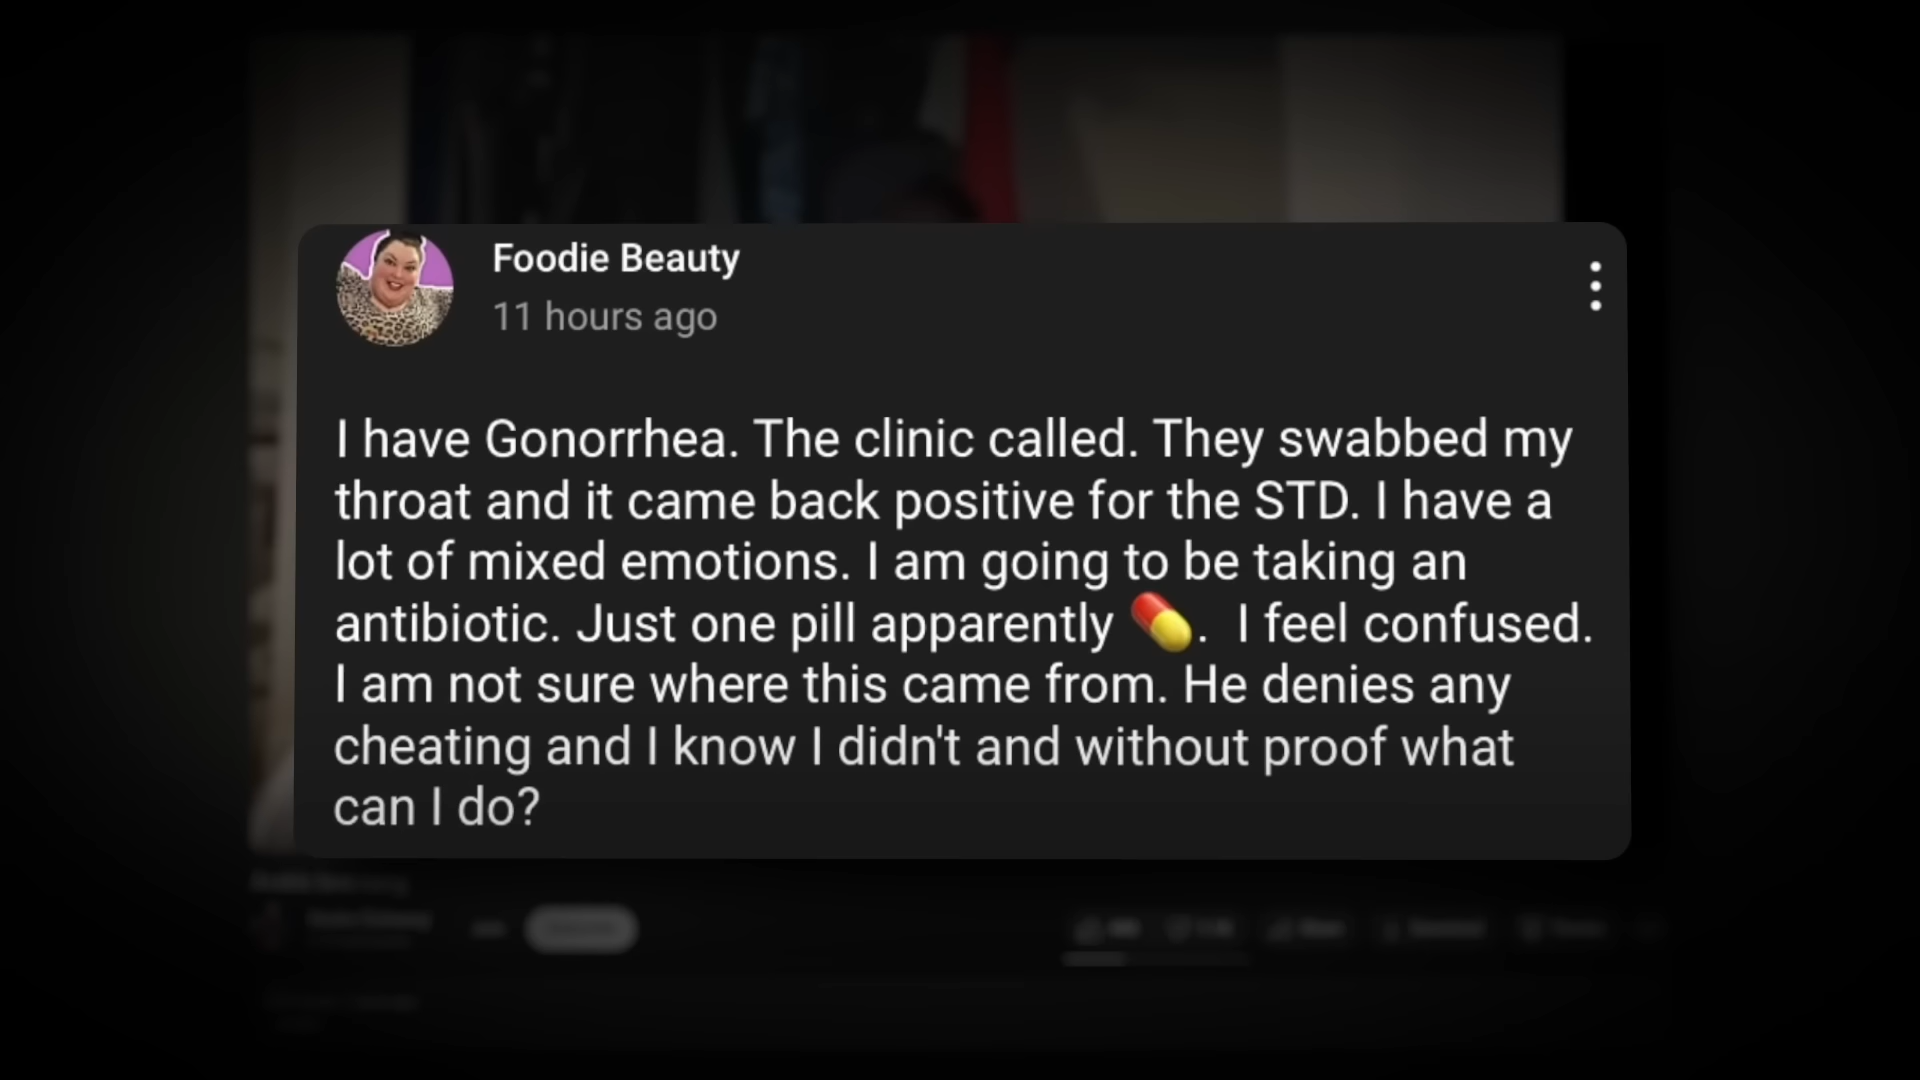 Foodie Beauty
11 hours ago
I have Gonorrhea. The clinic called. They swabbed my
throat and it came back positive for the STD. I have a
lot of mixed emotions. I am going to be taking an
antibiotic. Just one pill apparently 💊. I feel confused.
I am not sure where this came from. He denies any
cheating and I know I didn't and without proof what
can I do?